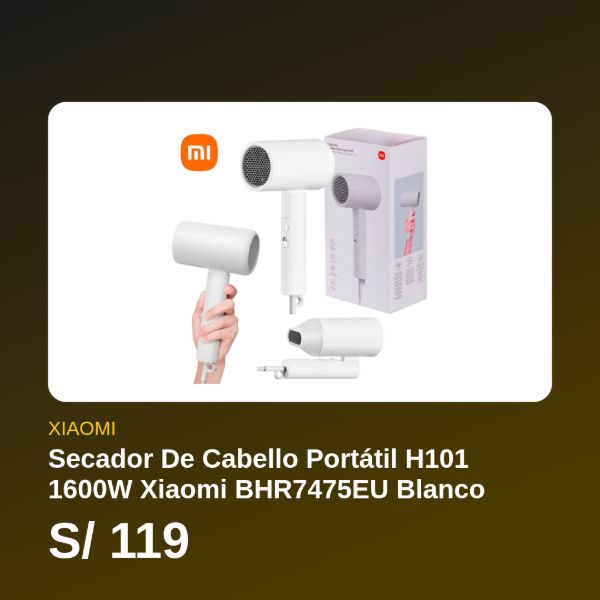 XIAOMI
Secador De Cabello Portátil H101
1600W Xiaomi BHR7475EU Blanco
S/ 119